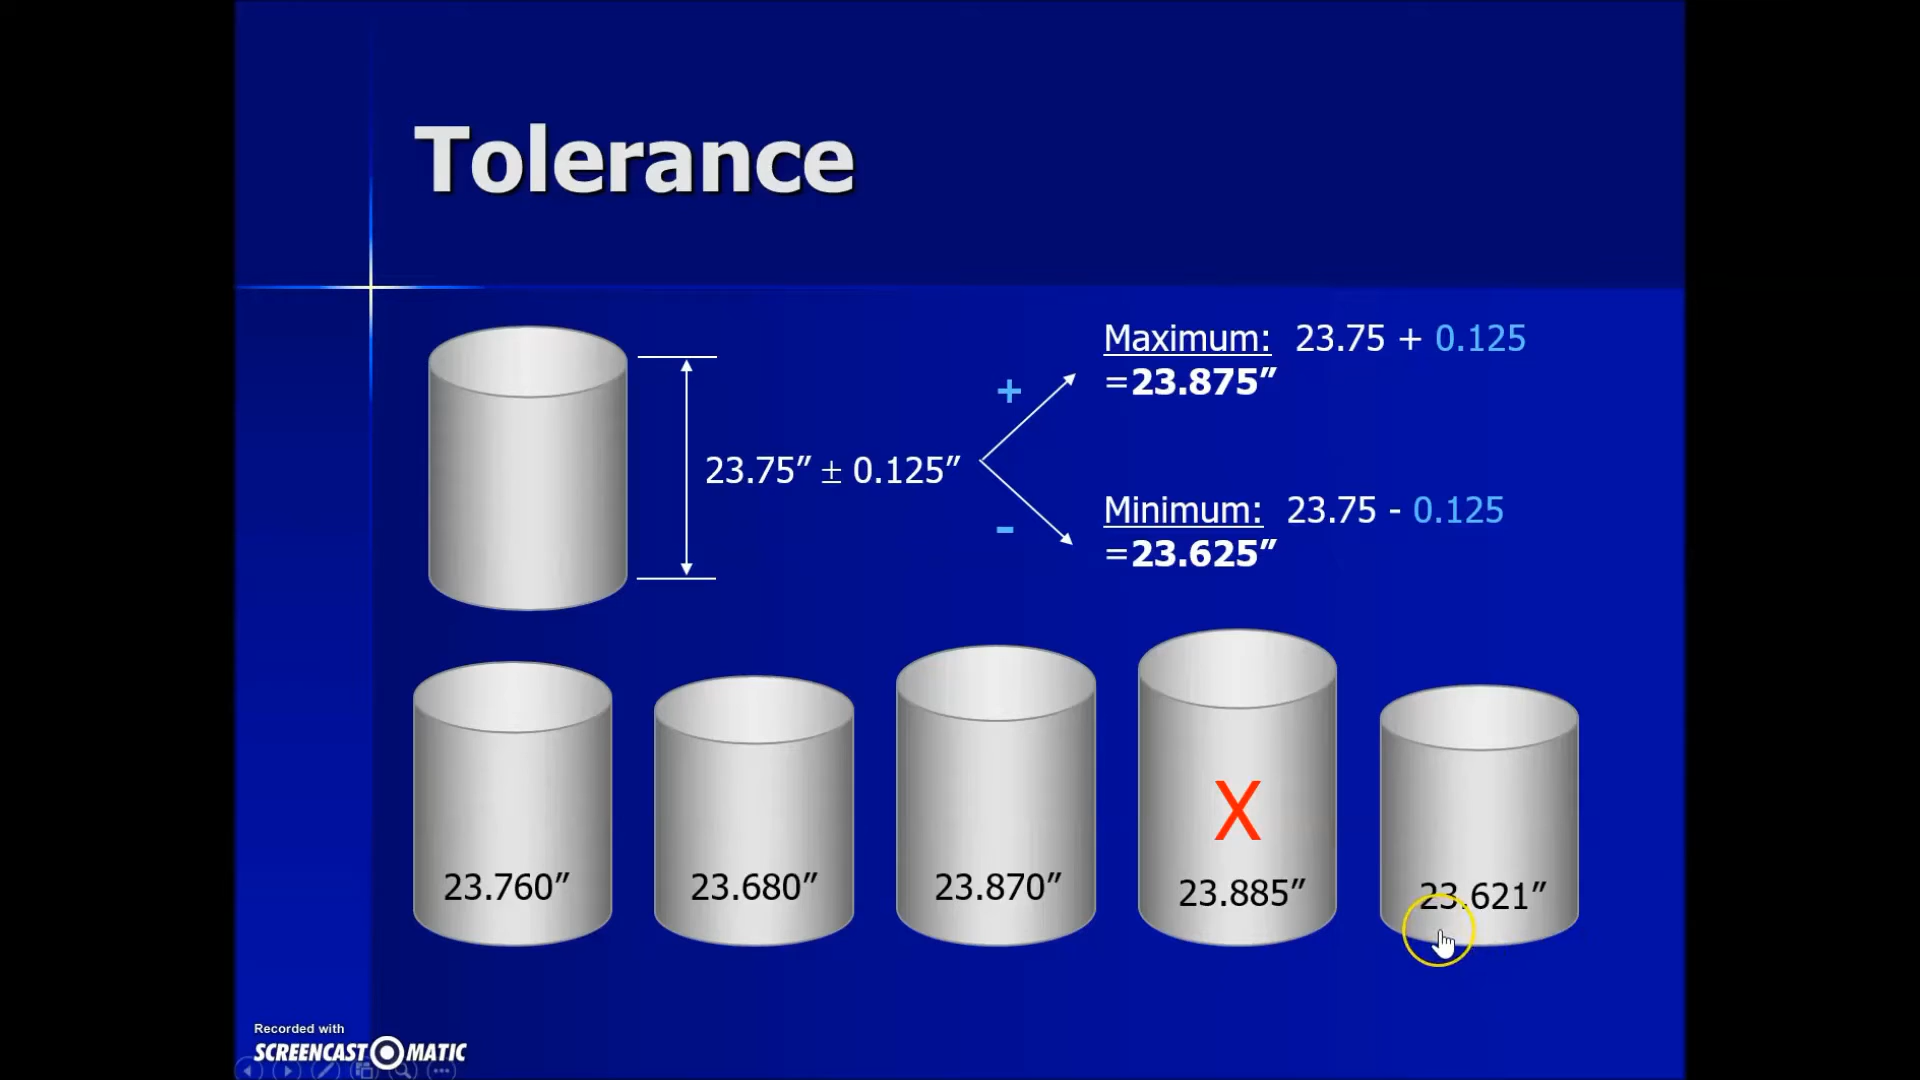 Tolerance
Maximum: 23.75 + 0.125
=23.875”
+
23.75” ± 0.125”
-
Minimum: 23.75 - 0.125
=23.625”
X
23.760” 23.680” 23.870” 23.885” 23.621”
Recorded with
SCREENCAST MATIC